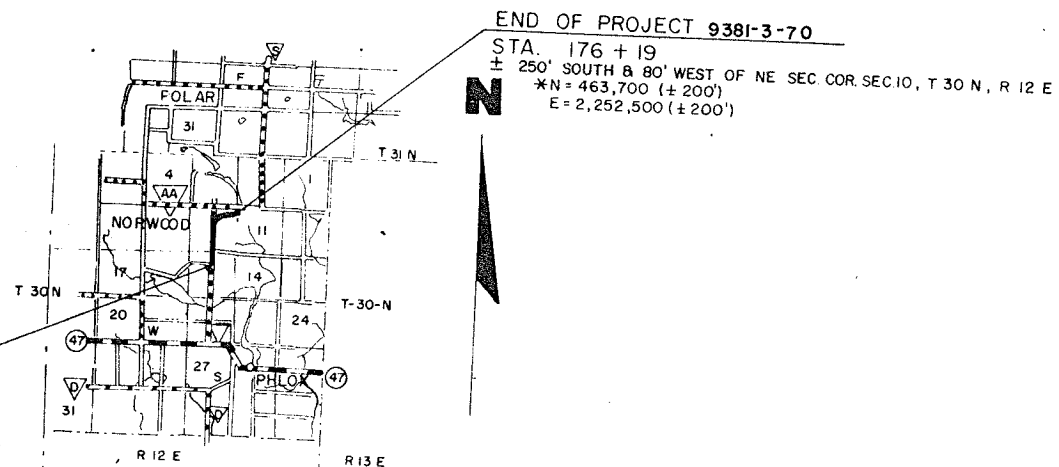 END OF PROJECT 9381-3-70
STA. 176 + 19
± 250' SOUTH & 80' WEST OF NE SEC. COR. SEC.10, T 30 N, R 12 E
*N = 463,700 (± 200')
E = 2,252,500 (± 200')
N
S
F
POLAR
31
T 31 N
4
1
AA
NORWOOD
11
17
14
T 30 N
T-30-N
20
24
W
47
27
S
PHLOX
47
D
31
R 12 E
R 13 E